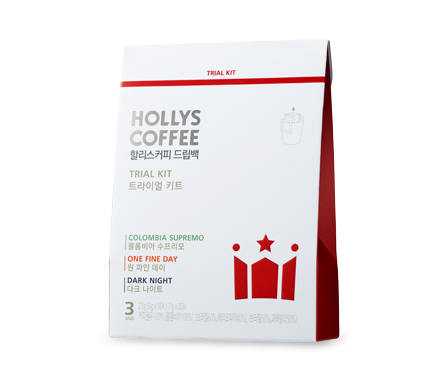 TRIAL KIT
HOLLYS
COFFEE
할리스커피 드립백
TRIAL KIT
트라이얼 키트
COLOMBIA SUPREMO
콜롬비아 수프리모
ONE FINE DAY
원 파인 데이
DARK NIGHT
다크 나이트
3
BAGS